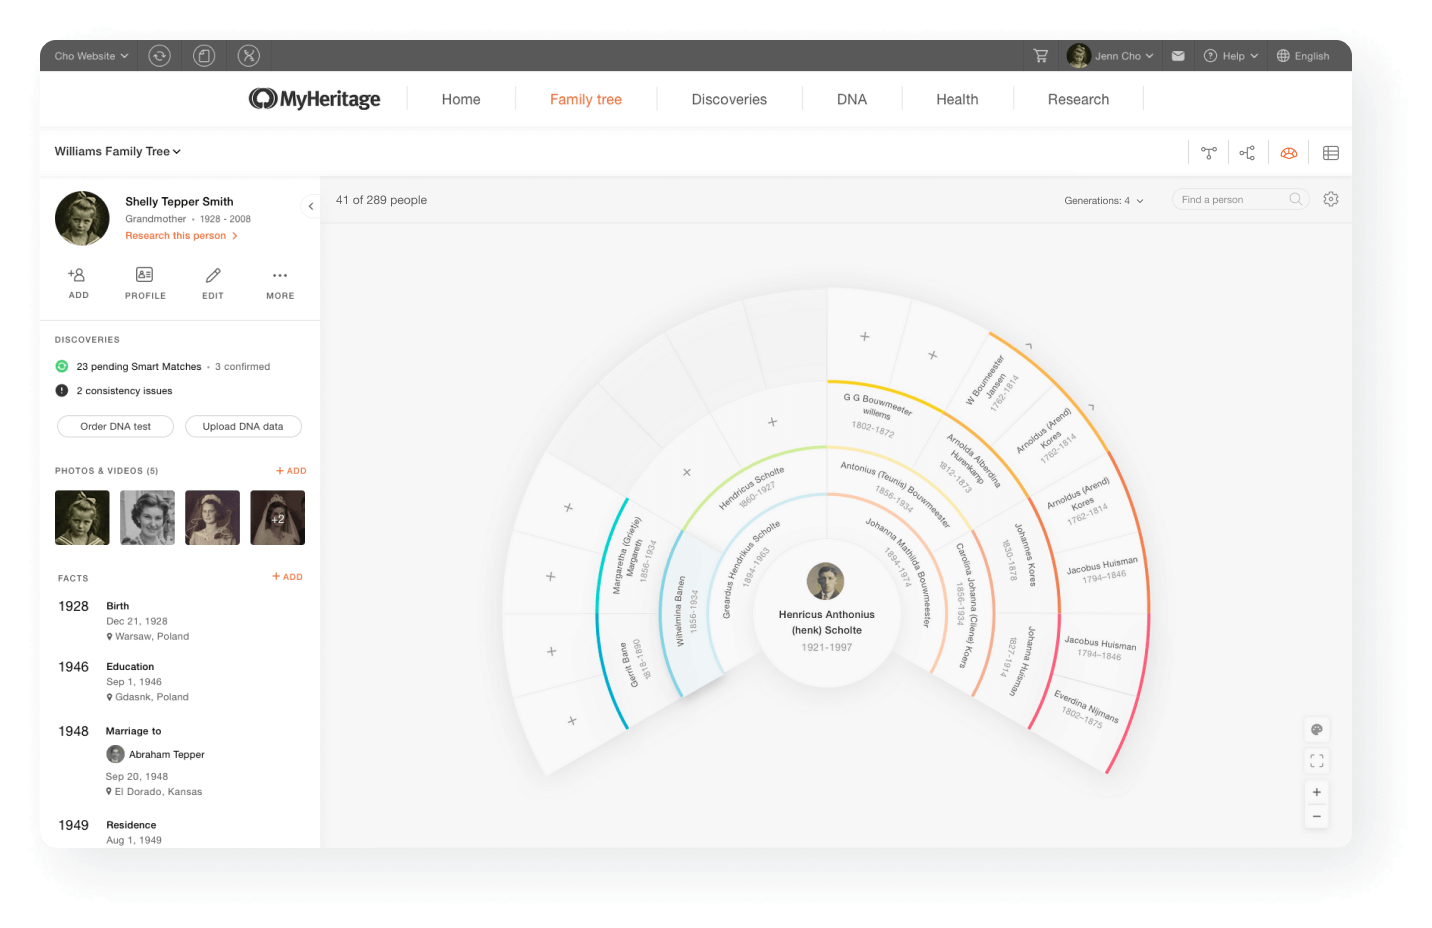 Cho Website
Jenn Cho
Help
English
MyHeritage
Home
Family tree
Discoveries
DNA
Health
Research
Williams Family Tree
Shelly Tepper Smith
Grandmother • 1928 - 2008
Research this person
ADD
PROFILE
EDIT
MORE
41 of 289 people
Generations: 4
Find a person
DISCOVERIES
23 pending Smart Matches • 3 confirmed
2 consistency issues
Order DNA test
Upload DNA data
PHOTOS & VIDEOS (5)
+ ADD
+2
FACTS
+ ADD
1928
Birth
Dec 21, 1928
Warsaw, Poland
1946
Education
Sep 1, 1946
Gdasnk, Poland
1948
Marriage to
Abraham Tepper
Sep 20, 1948
El Dorado, Kansas
1949
Residence
Aug 1, 1949
Gerrit Bane
1818-1890
Margaretha (Grietje)
Margareth
1856-1934
G G Bouwmeeter
willems
1802-1872
Arnolda Alberdina
Hurenkamp
1812-1873
Johannes Kores
1830-1878
Johanna Huisman
1827-1914
W Boumeester
Jansen
1762-1814
Arnoldus (Arend)
Kores
1762-1814
Arnoldus (Arend)
Kores
1762-1814
Jacobus Huisman
1794–1846
Jacobus Huisman
1794–1846
Everdina Nijmans
1802–1875
Wilhelmina Banen
1856-1934
Hendricus Scholte
1860-1927
Antonius (Teunis) Bouwmeester
1856-1934
Carolina Johanna (Cliene) Koers
1856-1934
Greardus Hendrikus Scholte
1894-1963
Johanna Mathilda Bouwmeester
1894-1974
Henricus Anthonius
(henk) Scholte
1921-1997